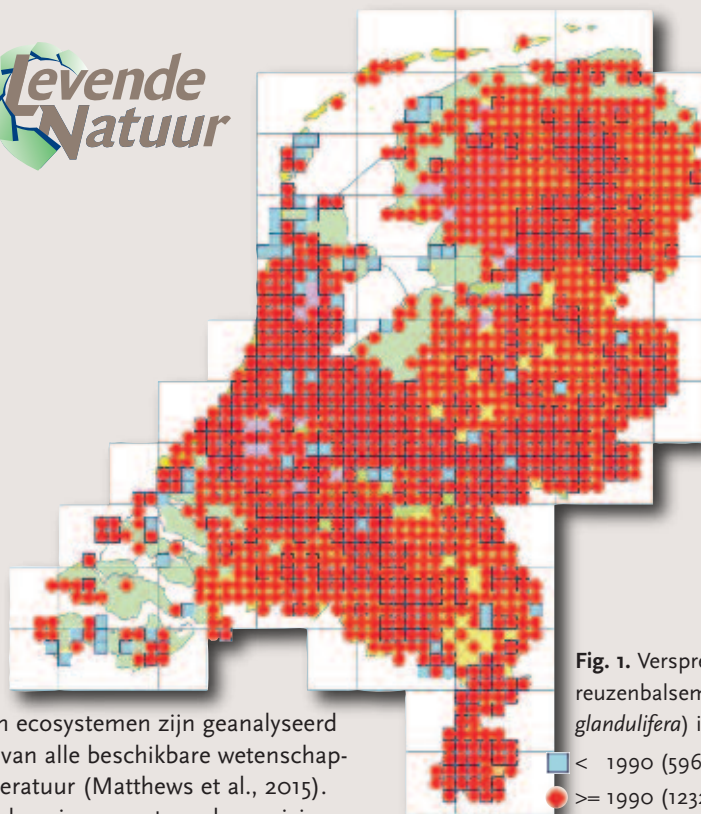 Levende
Natuur
n ecosystemen zijn geanalyseerd
van alle beschikbare wetenschap-
eratuur (Matthews et al., 2015).
Fig. 1. Verspre
reuzenbalsem
glandulifera) i
< 1990 (596
>= 1990 (1232